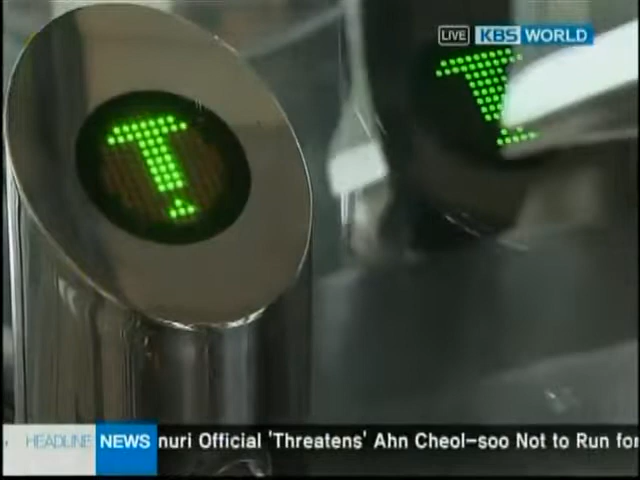 LIVE KBS WORLD
HEADLINE NEWS nuri Official 'Threatens' Ahn Cheol-soo Not to Run for